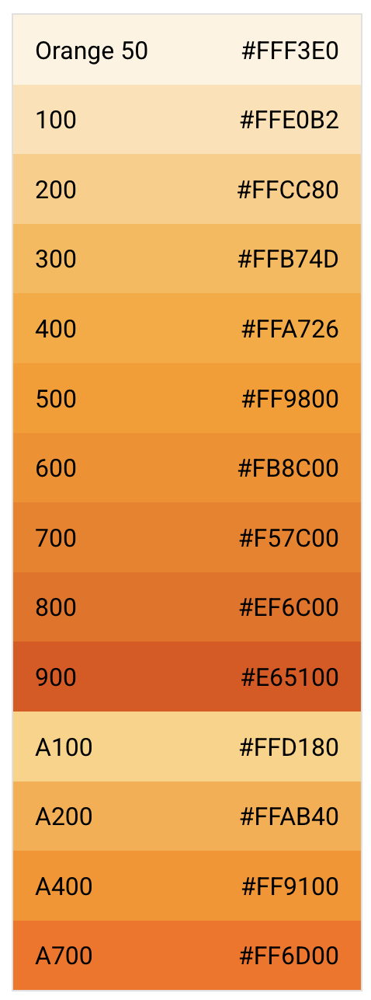 Orange 50 #FFF3E0
100 #FFE0B2
200 #FFCC80
300 #FFB74D
400 #FFA726
500 #FF9800
600 #FB8C00
700 #F57C00
800 #EF6C00
900 #E65100
A100 #FFD180
A200 #FFAB40
A400 #FF9100
A700 #FF6D00